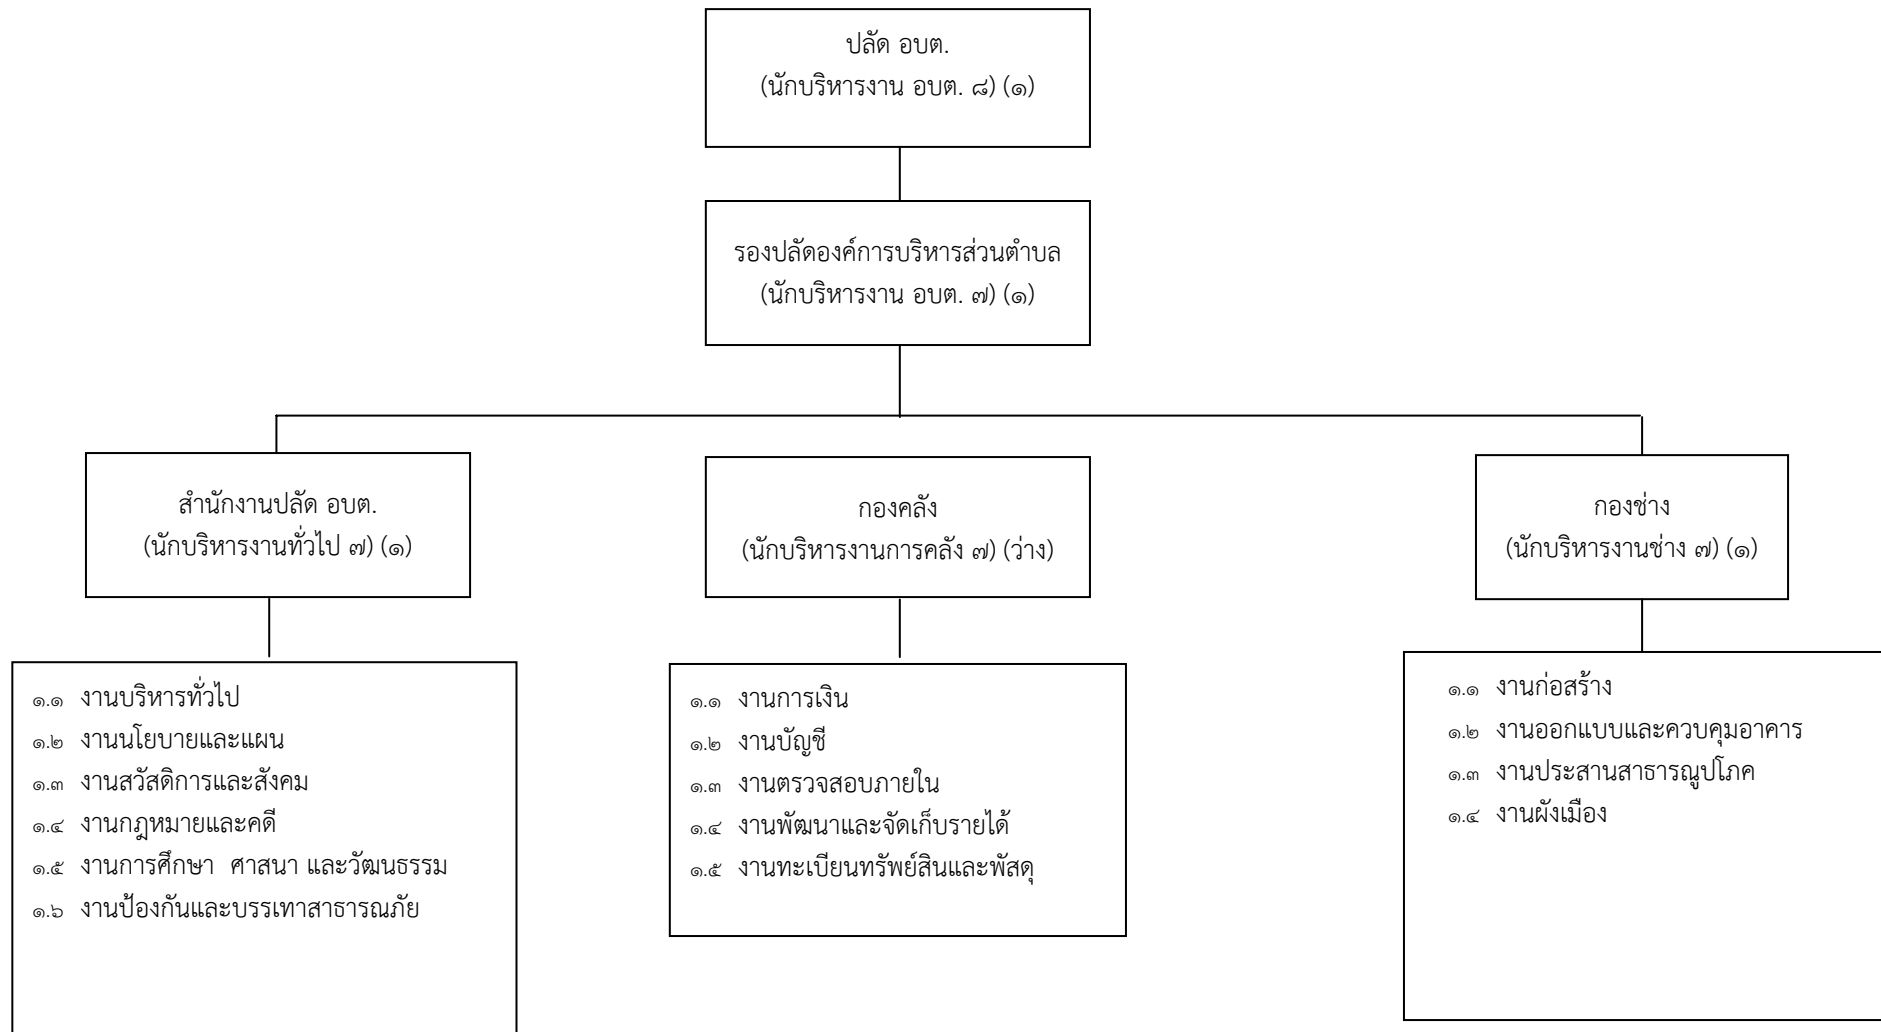 ปลัด อบต.
(นักบริหารงาน อบต. ๘) (๑)
รองปลัดองค์การบริหารส่วนตำบล
(นักบริหารงาน อบต. ๗) (๑)
สำนักงานปลัด อบต.
(นักบริหารงานทั่วไป ๗) (๑)
กองคลัง
(นักบริหารงานการคลัง ๗) (ว่าง)
กองช่าง
(นักบริหารงานช่าง ๗) (๑)
๑.๑ งานบริหารทั่วไป
๑.๒ งานนโยบายและแผน
๑.๓ งานสวัสดิการและสังคม
๑.๔ งานกฎหมายและคดี
๑.๕ งานการศึกษา ศาสนา และวัฒนธรรม
๑.๖ งานป้องกันและบรรเทาสาธารณภัย
๑.๑ งานการเงิน
๑.๒ งานบัญชี
๑.๓ งานตรวจสอบภายใน
๑.๔ งานพัฒนาและจัดเก็บรายได้
๑.๕ งานทะเบียนทรัพย์สินและพัสดุ
๑.๑ งานก่อสร้าง
๑.๒ งานออกแบบและควบคุมอาคาร
๑.๓ งานประสานสาธารณูปโภค
๑.๔ งานผังเมือง